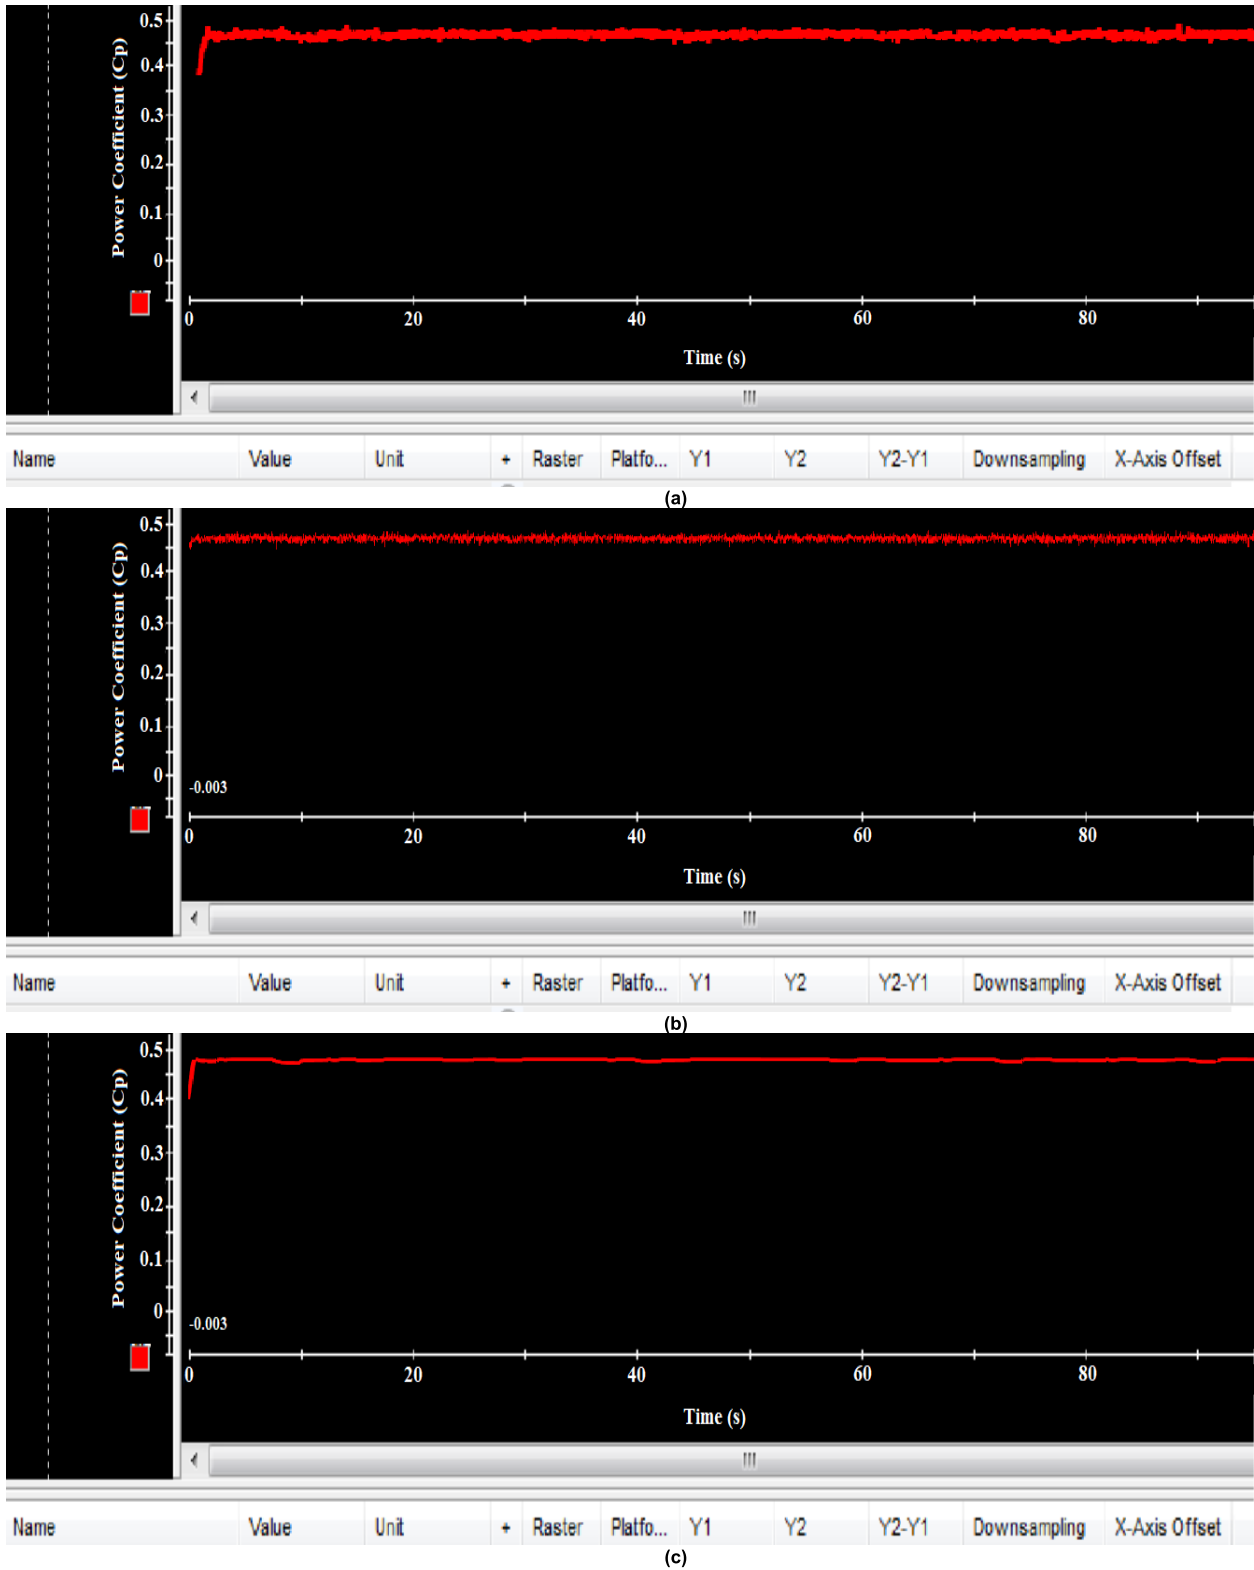 Power Coefficient (Cp)
0.5
0.4
0.3
0.2
0.1
0
0 20 40 60 80
Time (s)
Name Value Unit + Raster Platfo... Y1 Y2 Y2-Y1 Downsampling X-Axis Offset
(a)
Power Coefficient (Cp)
0.5
0.4
0.3
0.2
0.1
0
-0.003
0 20 40 60 80
Time (s)
Name Value Unit + Raster Platfo... Y1 Y2 Y2-Y1 Downsampling X-Axis Offset
(b)
Power Coefficient (Cp)
0.5
0.4
0.3
0.2
0.1
0
-0.003
0 20 40 60 80
Time (s)
Name Value Unit + Raster Platfo... Y1 Y2 Y2-Y1 Downsampling X-Axis Offset
(c)